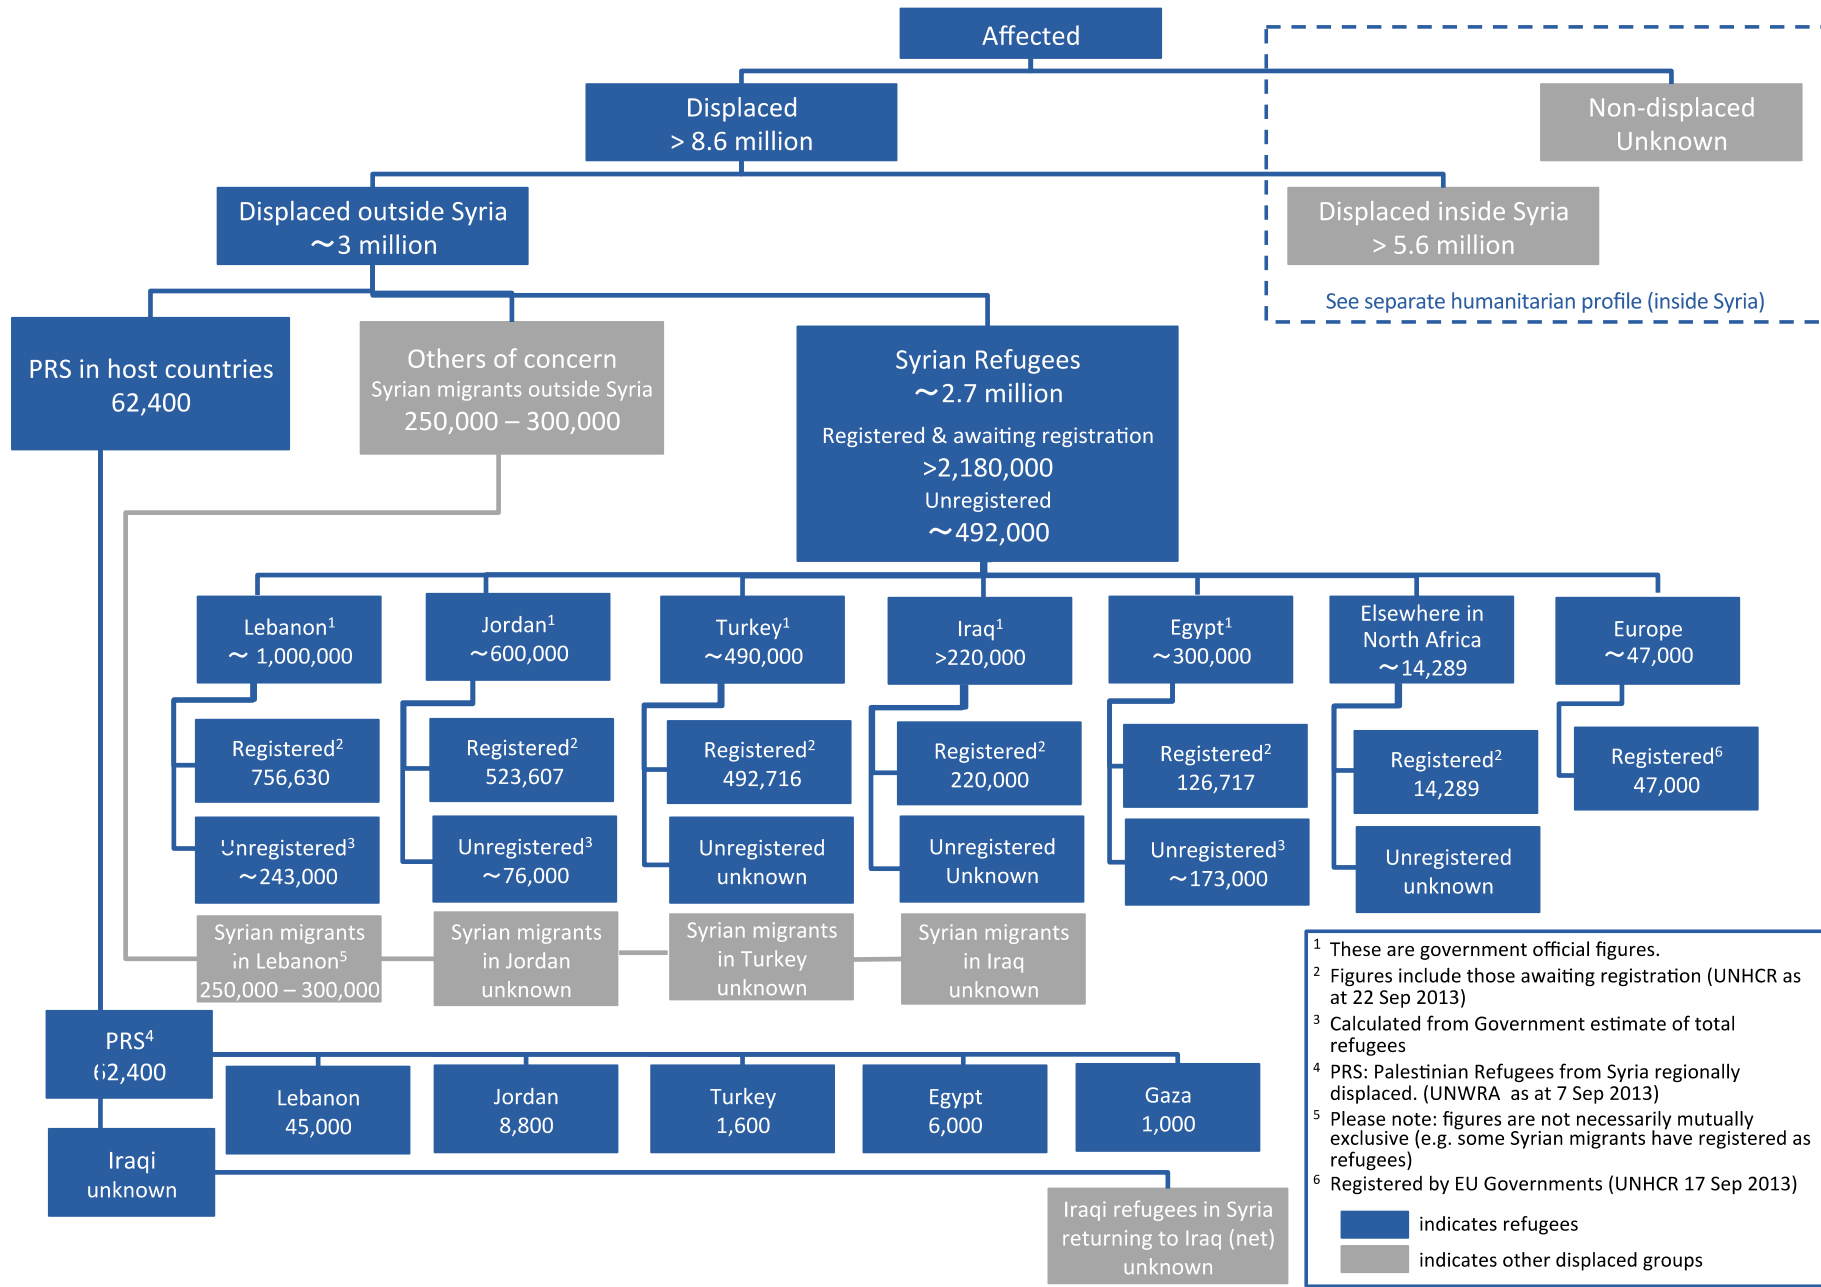 Affected
Displaced
> 8.6 million
Non-displaced
Unknown
Displaced outside Syria
~3 million
Displaced inside Syria
> 5.6 million
See separate humanitarian profile (inside Syria)
PRS in host countries
62,400
Others of concern
Syrian migrants outside Syria
250,000 – 300,000
Syrian Refugees
~2.7 million
Registered & awaiting registration
>2,180,000
Unregistered
~492,000
Lebanon¹
~ 1,000,000
Jordan¹
~600,000
Turkey¹
~490,000
Iraq¹
>220,000
Egypt¹
~300,000
Elsewhere in
North Africa
~14,289
Europe
~47,000
Registered²
756,630
Registered²
523,607
Registered²
492,716
Registered²
220,000
Registered²
126,717
Registered²
14,289
Registered⁶
47,000
Unregistered³
~243,000
Unregistered³
~76,000
Unregistered
unknown
Unregistered
Unknown
Unregistered³
~173,000
Unregistered
unknown
Syrian migrants
in Lebanon⁵
250,000 – 300,000
Syrian migrants
in Jordan
unknown
Syrian migrants
in Turkey
unknown
Syrian migrants
in Iraq
unknown
PRS⁴
62,400
Lebanon
45,000
Jordan
8,800
Turkey
1,600
Egypt
6,000
Gaza
1,000
Iraqi
unknown
Iraqi refugees in Syria
returning to Iraq (net)
unknown
¹ These are government official figures.
² Figures include those awaiting registration (UNHCR as
at 22 Sep 2013)
³ Calculated from Government estimate of total
refugees
⁴ PRS: Palestinian Refugees from Syria regionally
displaced. (UNWRA as at 7 Sep 2013)
⁵ Please note: figures are not necessarily mutually
exclusive (e.g. some Syrian migrants have registered as
refugees)
⁶ Registered by EU Governments (UNHCR 17 Sep 2013)
indicates refugees
indicates other displaced groups